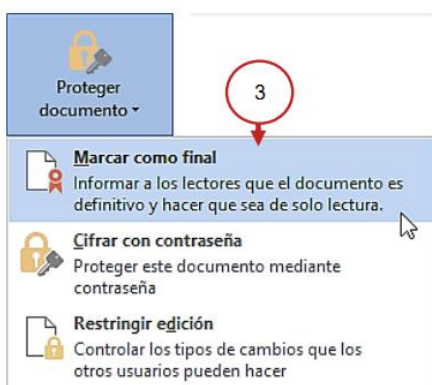 Proteger
documento
3
Marcar como final
Informar a los lectores que el documento es
definitivo y hacer que sea de solo lectura.
Cifrar con contraseña
Proteger este documento mediante
contraseña
Restringir edición
Controlar los tipos de cambios que los
otros usuarios pueden hacer